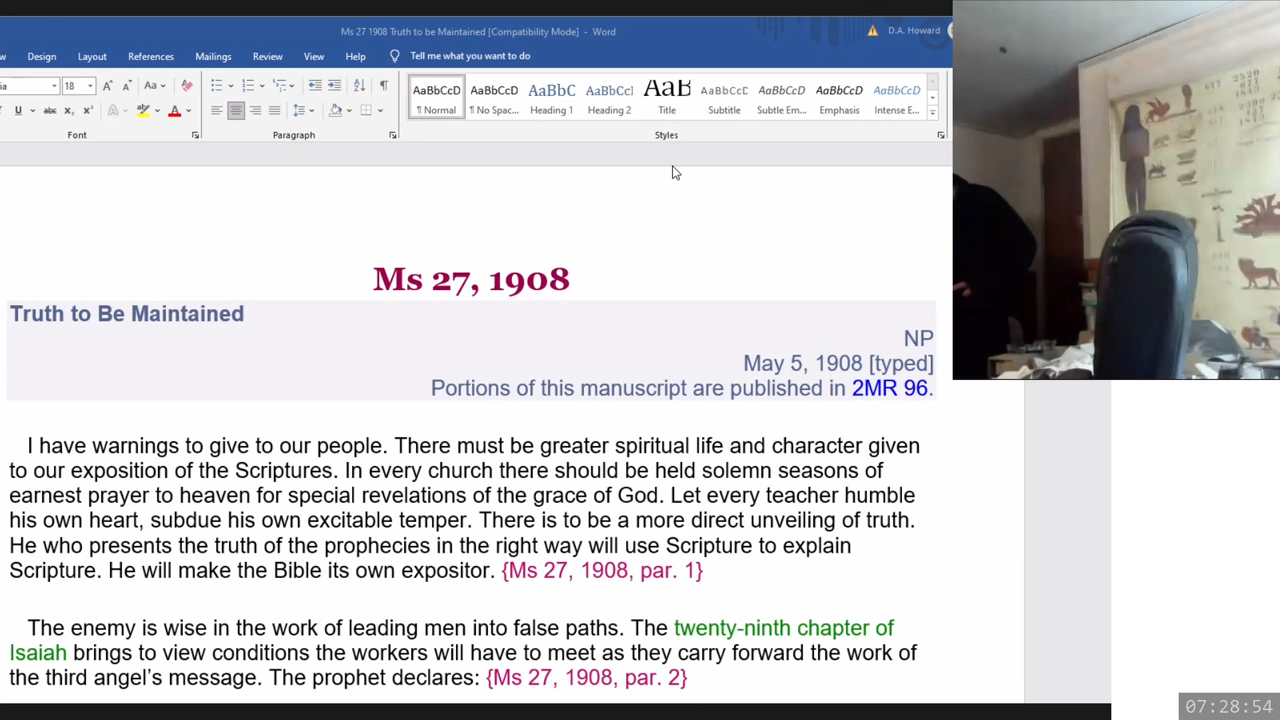 Ms 27 1908 Truth to be Maintained [Compatibility Mode] - Word
D.A. Howard
Design Layout References Mailings Review View Help Tell me what you want to do
18 Aa
AaBbCcD AaBbCcD AaBbC AaBbCcI AaB AaBbCcD AaBbCcD AaBbCcD AaBbCcD
¶ Normal ¶ No Spac... Heading 1 Heading 2 Title Subtitle Subtle Em... Emphasis Intense E...
Font Paragraph Styles
Ms 27, 1908
Truth to Be Maintained
NP
May 5, 1908 [typed]
Portions of this manuscript are published in 2MR 96.
I have warnings to give to our people. There must be greater spiritual life and character given
to our exposition of the Scriptures. In every church there should be held solemn seasons of
earnest prayer to heaven for special revelations of the grace of God. Let every teacher humble
his own heart, subdue his own excitable temper. There is to be a more direct unveiling of truth.
He who presents the truth of the prophecies in the right way will use Scripture to explain
Scripture. He will make the Bible its own expositor. {Ms 27, 1908, par. 1}
The enemy is wise in the work of leading men into false paths. The twenty-ninth chapter of
Isaiah brings to view conditions the workers will have to meet as they carry forward the work of
the third angel’s message. The prophet declares: {Ms 27, 1908, par. 2}
677 2520
07:28:54